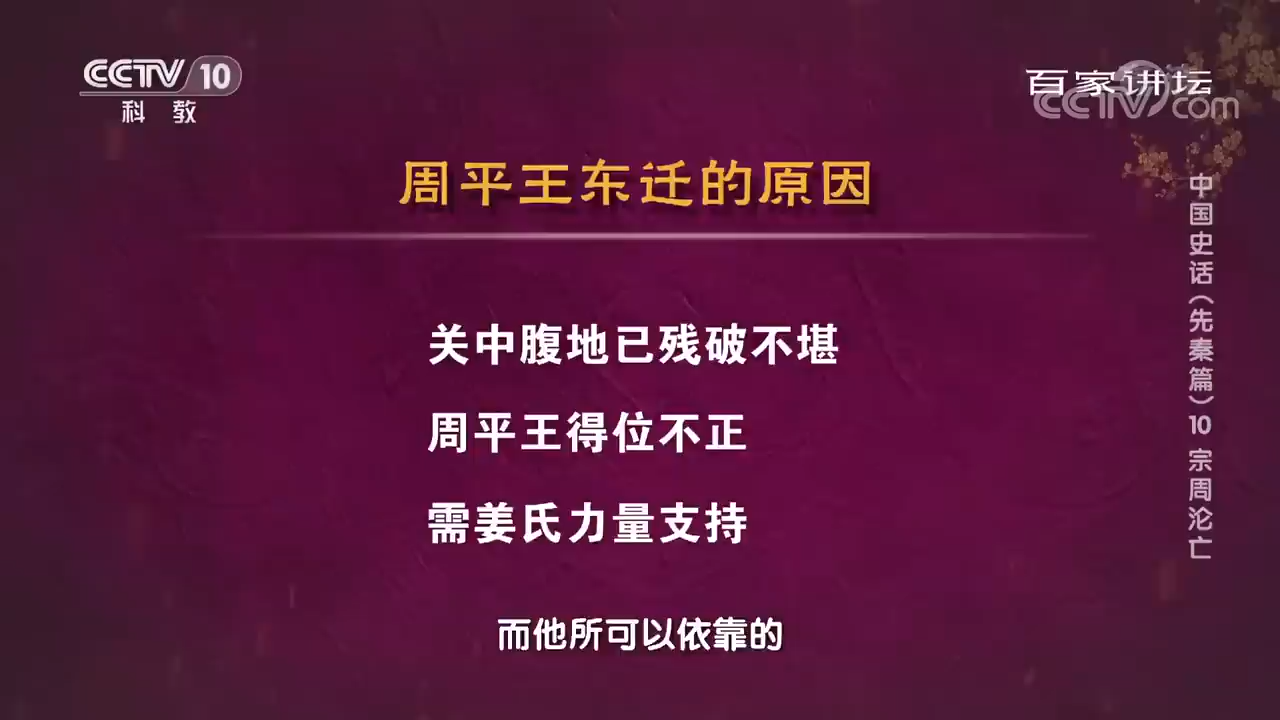 CCTV 10
科教
百家讲坛
CCTV.com
周平王东迁的原因
关中腹地已残破不堪
周平王得位不正
需姜氏力量支持
而他所可以依靠的
中国史话（先秦篇）10 宗周沦亡